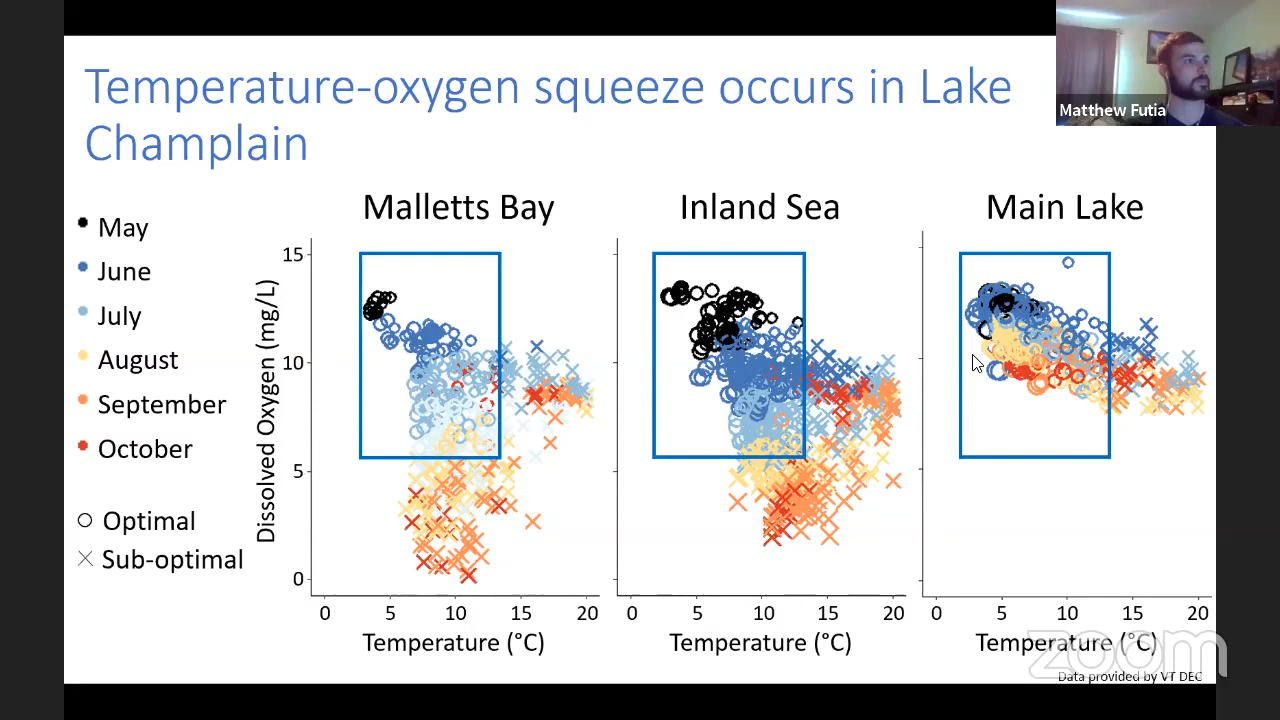 Temperature-oxygen squeeze occurs in Lake
Champlain
Matthew Futia
May
June
July
August
September
October
Optimal
Sub-optimal
Malletts Bay
Inland Sea
Main Lake
Dissolved Oxygen (mg/L)
15
10
5
0
0 5 10 15 20
0 5 10 15 20
0 5 10 15 20
Temperature (°C)
Temperature (°C)
Temperature (°C)
zoom
Data provided by VT DEC